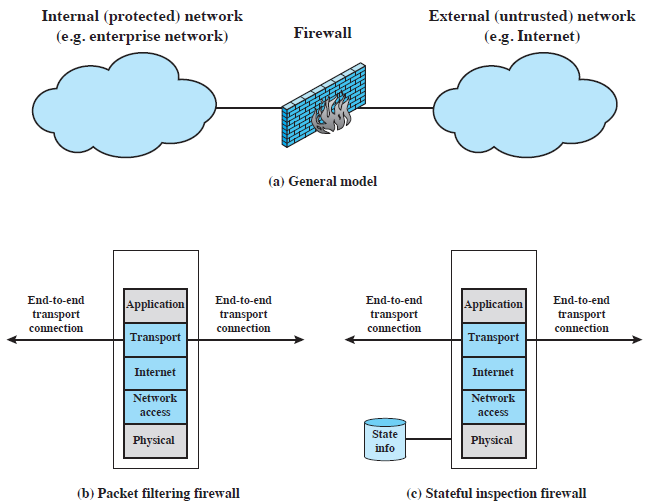 Internal (protected) network
(e.g. enterprise network)
Firewall
External (untrusted) network
(e.g. Internet)
(a) General model
End-to-end
transport
connection
Application
Transport
Internet
Network
access
Physical
End-to-end
transport
connection
(b) Packet filtering firewall
End-to-end
transport
connection
State
info
Application
Transport
Internet
Network
access
Physical
End-to-end
transport
connection
(c) Stateful inspection firewall